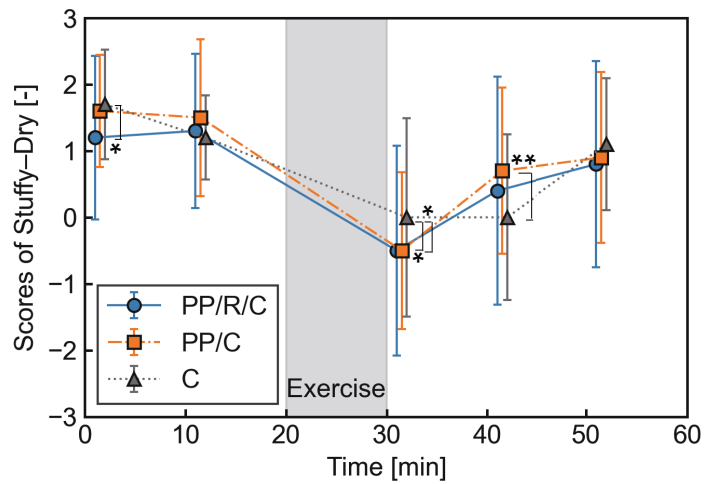 3
2
1
0
−1
−2
−3
Scores of Stuffy–Dry [-]
*
**
*
*
PP/R/C
PP/C
C
Exercise
0 10 20 30 40 50 60
Time [min]